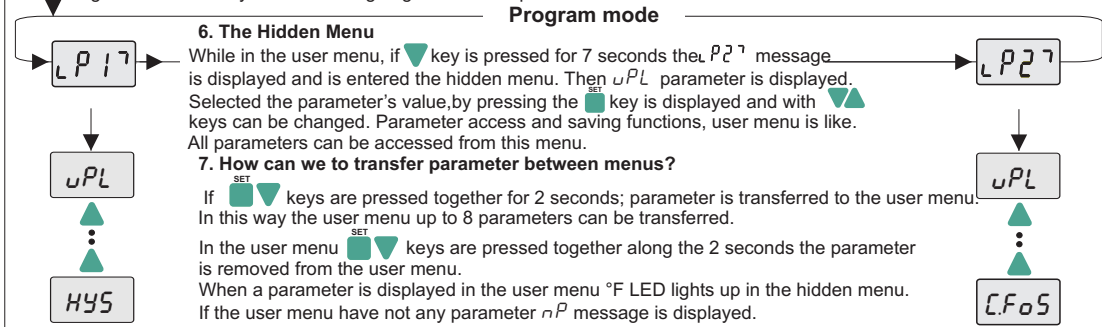 Program mode
6. The Hidden Menu
While in the user menu, if key is pressed for 7 seconds the ˻P2˺ message
is displayed and is entered the hidden menu. Then uPL parameter is displayed.
SET
Selected the parameter's value,by pressing the key is displayed and with
keys can be changed. Parameter access and saving functions, user menu is like.
All parameters can be accessed from this menu.
7. How can we to transfer parameter between menus?
SET
If keys are pressed together for 2 seconds; parameter is transferred to the user menu.
In this way the user menu up to 8 parameters can be transferred.
SET
In the user menu keys are pressed together along the 2 seconds the parameter
is removed from the user menu.
When a parameter is displayed in the user menu °F LED lights up in the hidden menu.
If the user menu have not any parameter nP message is displayed.
˻P1˺
uPL
HYS
˻P2˺
uPL
C.FoS